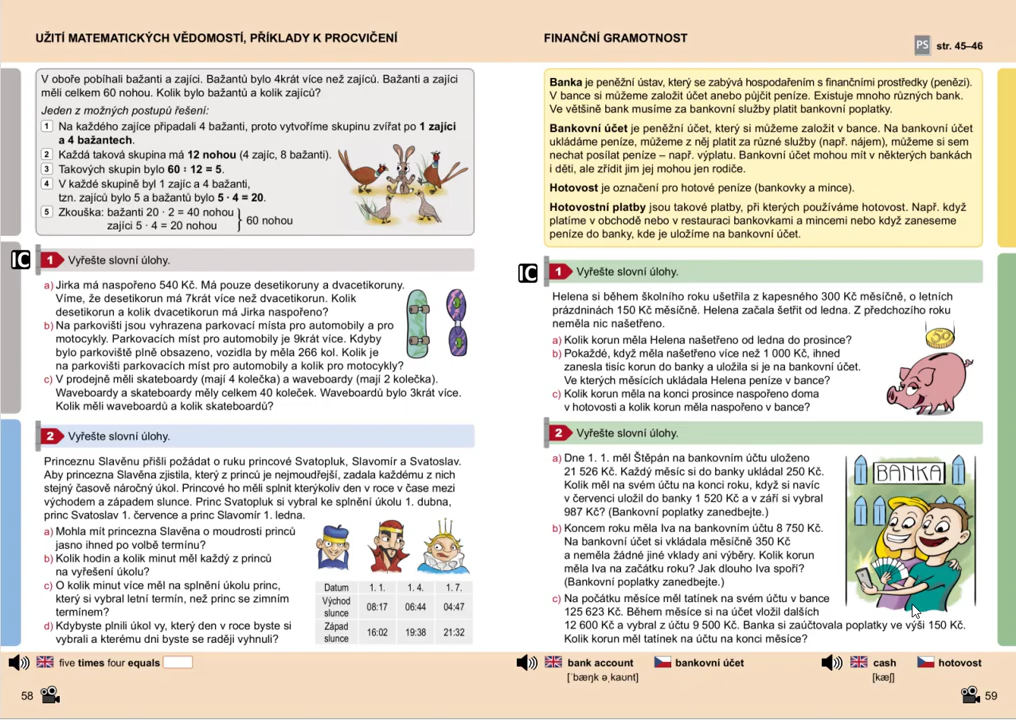 UŽITÍ MATEMATICKÝCH VĚDOMOSTÍ, PŘÍKLADY K PROCVIČENÍ
V oboře pobíhali bažanti a zajíci. Bažantů bylo 4krát více než zajíců. Bažanti a zajíci
měli celkem 60 nohou. Kolik bylo bažantů a kolik zajíců?
Jeden z možných postupů řešení:
1 Na každého zajíce připadali 4 bažanti, proto vytvoříme skupinu zvířat po 1 zajíci
a 4 bažantech.
2 Každá taková skupina má 12 nohou (4 zajíc, 8 bažanti).
3 Takových skupin bylo 60 : 12 = 5.
4 V každé skupině byl 1 zajíc a 4 bažanti,
tzn. zajíců bylo 5 a bažantů bylo 5 · 4 = 20.
5 Zkouška: bažanti 20 · 2 = 40 nohou
zajíci 5 · 4 = 20 nohou } 60 nohou
IC
1 Vyřešte slovní úlohy.
a) Jirka má naspořeno 540 Kč. Má pouze desetikoruny a dvacetikoruny.
Víme, že desetikorun má 7krát více než dvacetikorun. Kolik
desetikorun a kolik dvacetikorun má Jirka naspořeno?
b) Na parkovišti jsou vyhrazena parkovací místa pro automobily a pro
motocykly. Parkovacích míst pro automobily je 9krát více. Kdyby
bylo parkoviště plně obsazeno, vozidla by měla 266 kol. Kolik je
na parkovišti parkovacích míst pro automobily a kolik pro motocykly?
c) V prodejně měli skateboardy (mají 4 kolečka) a waveboardy (mají 2 kolečka).
Waveboardy a skateboardy měly celkem 40 koleček. Waveboardů bylo 3krát více.
Kolik měli waveboardů a kolik skateboardů?
2 Vyřešte slovní úlohy.
Princeznu Slavěnu přišli požádat o ruku princové Svatopluk, Slavomír a Svatoslav.
Aby princezna Slavěna zjistila, který z princů je nejmoudřejší, zadala každému z nich
stejný časově náročný úkol. Princové ho měli splnit kterýkoliv den v roce v čase mezi
východem a západem slunce. Princ Svatopluk si vybral ke splnění úkolu 1. dubna,
princ Svatoslav 1. července a princ Slavomír 1. ledna.
a) Mohla mít princezna Slavěna o moudrosti princů
jasno ihned po volbě termínu?
b) Kolik hodin a kolik minut měl každý z princů
na vyřešení úkolu?
c) O kolik minut více měl na splnění úkolu princ,
který si vybral letní termín, než princ se zimním
termínem?
d) Kdybyste plnili úkol vy, který den v roce byste si
vybrali a kterému dni byste se raději vyhnuli?
Datum 1. 1. 1. 4. 1. 7.
Východ slunce 08:17 06:44 04:47
Západ slunce 16:02 19:38 21:32
five times four equals
58
FINANČNÍ GRAMOTNOST
PS str. 45–46
Banka je peněžní ústav, který se zabývá hospodařením s finančními prostředky (penězi).
V bance si můžeme založit účet anebo půjčit peníze. Existuje mnoho různých bank.
Ve většině bank musíme za bankovní služby platit bankovní poplatky.
Bankovní účet je peněžní účet, který si můžeme založit v bance. Na bankovní účet
ukládáme peníze, můžeme z něj platit za různé služby (např. nájem), můžeme si sem
nechat posílat peníze – např. výplatu. Bankovní účet mohou mít v některých bankách
i děti, ale zřídit jim jej mohou jen rodiče.
Hotovost je označení pro hotové peníze (bankovky a mince).
Hotovostní platby jsou takové platby, při kterých používáme hotovost. Např. když
platíme v obchodě nebo v restauraci bankovkami a mincemi nebo když zaneseme
peníze do banky, kde je uložíme na bankovní účet.
IC
1 Vyřešte slovní úlohy.
Helena si během školního roku ušetřila z kapesného 300 Kč měsíčně, o letních
prázdninách 150 Kč měsíčně. Helena začala šetřit od ledna. Z předchozího roku
neměla nic našetřeno.
a) Kolik korun měla Helena našetřeno od ledna do prosince?
b) Pokaždé, když měla našetřeno více než 1 000 Kč, ihned
zanesla tisíc korun do banky a uložila si je na bankovní účet.
Ve kterých měsících ukládala Helena peníze v bance?
c) Kolik korun měla na konci prosince naspořeno doma
v hotovosti a kolik korun měla naspořeno v bance?
50
2 Vyřešte slovní úlohy.
a) Dne 1. 1. měl Štěpán na bankovním účtu uloženo
21 526 Kč. Každý měsíc si do banky ukládal 250 Kč.
Kolik měl na svém účtu na konci roku, když si navíc
v červenci uložil do banky 1 520 Kč a v září si vybral
987 Kč? (Bankovní poplatky zanedbejte.)
b) Koncem roku měla Iva na bankovním účtu 8 750 Kč.
Na bankovní účet si vkládala měsíčně 350 Kč
a neměla žádné jiné vklady ani výběry. Kolik korun
měla Iva na začátku roku? Jak dlouho Iva spoří?
(Bankovní poplatky zanedbejte.)
c) Na počátku měsíce měl tatínek na svém účtu v bance
125 623 Kč. Během měsíce si na účet vložil dalších
12 600 Kč a vybral z účtu 9 500 Kč. Banka si zaúčtovala poplatky ve výši 150 Kč.
Kolik korun měl tatínek na účtu na konci měsíce?
BANKA
bank account
[ˈbæŋk əˌkaʊnt]
bankovní účet
cash
[kæʃ]
hotovost
59